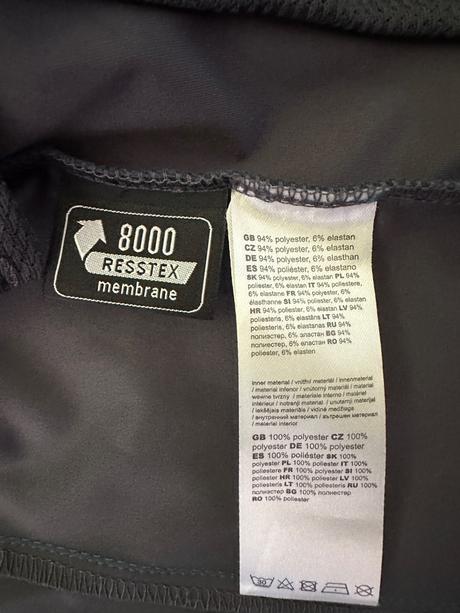 8000
RESSTEX
membrane
GB 94% polyester, 6% elastan
CZ 94% polyester, 6% elastan
DE 94% polyester, 6% elasthan
ES 94% poliéster, 6% elastano
SK 94% polyester, 6% elastan PL 94%
poliester, 6% elastan IT 94% poliestere,
6% elastane FR 94% polyester, 6%
élasthanne SI 94% poliester, 6% elastan
HR 94% poliester, 6% elastan LV 94%
poliesteris, 6% elastāns LT 94%
poliesteris, 6% elastanas RU 94%
полиэстер, 6% эластан BG 94%
полиестер, 6% еластан RO 94%
poliester, 6% elasten
Inner material / vnitřní materiál / Innenmaterial
/ material inferior / vnútorný materiál / materiał
wewnę trzny / materiale interno / matériel
intérieur / notranji material / unutarnji materijal
/ iekšējais materiāls / vidinė medžiaga
/ внутренний материал / вътрешен материал
/ material interior
GB 100% polyester CZ 100%
polyester DE 100% polyester
ES 100% poliéster SK 100%
polyester PL 100% poliester IT 100%
poliestere FR 100% polyester SI 100%
poliester HR 100% poliester LV 100%
poliesteris LT 100% poliesteris RU 100%
полиэстер BG 100% полиестер
RO 100% poliester
30